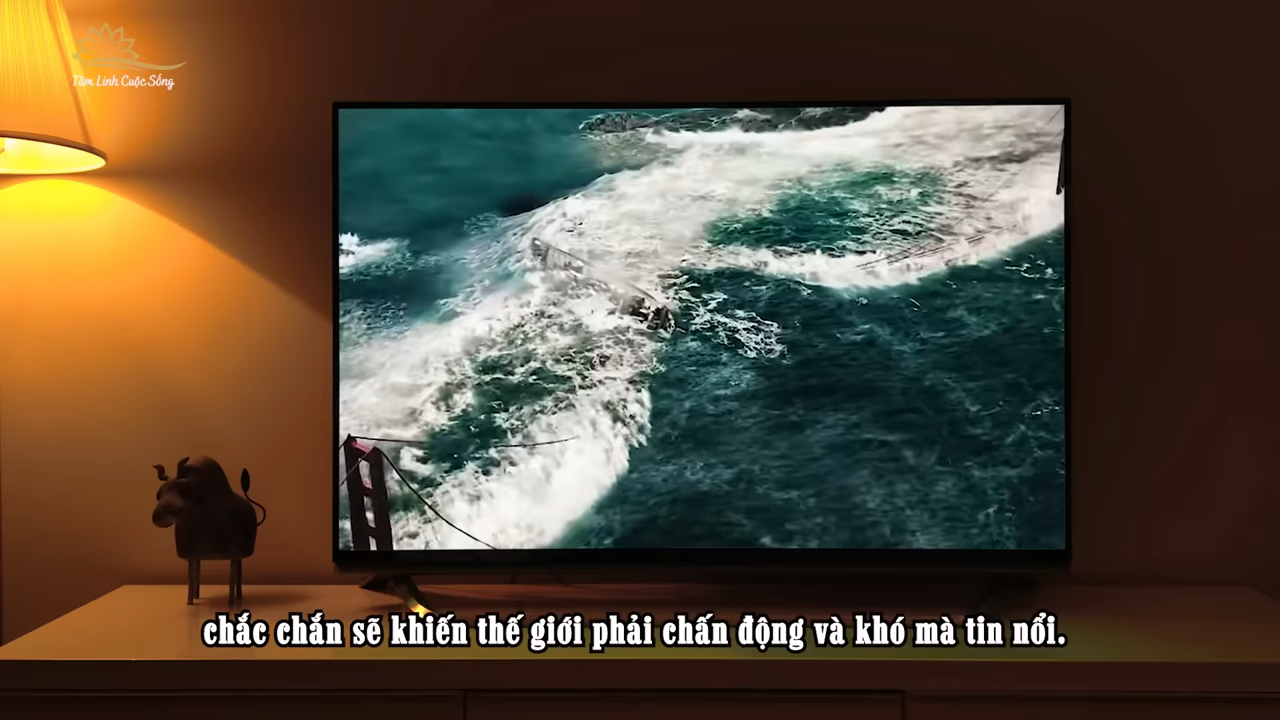 Tâm Linh Cuộc Sống
chắc chắn sẽ khiến thế giới phải chấn động và khó mà tin nổi.